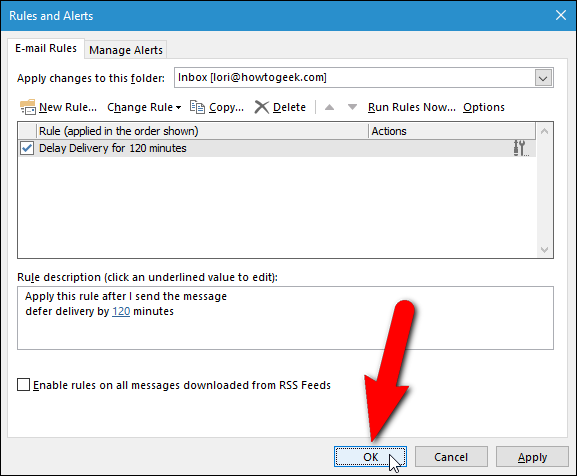 Rules and Alerts
E-mail Rules Manage Alerts
Apply changes to this folder: Inbox [lori@howtogeek.com]
New Rule... Change Rule Copy... Delete Run Rules Now... Options
Rule (applied in the order shown) Actions
Delay Delivery for 120 minutes
Rule description (click an underlined value to edit):
Apply this rule after I send the message
defer delivery by 120 minutes
Enable rules on all messages downloaded from RSS Feeds
OK Cancel Apply